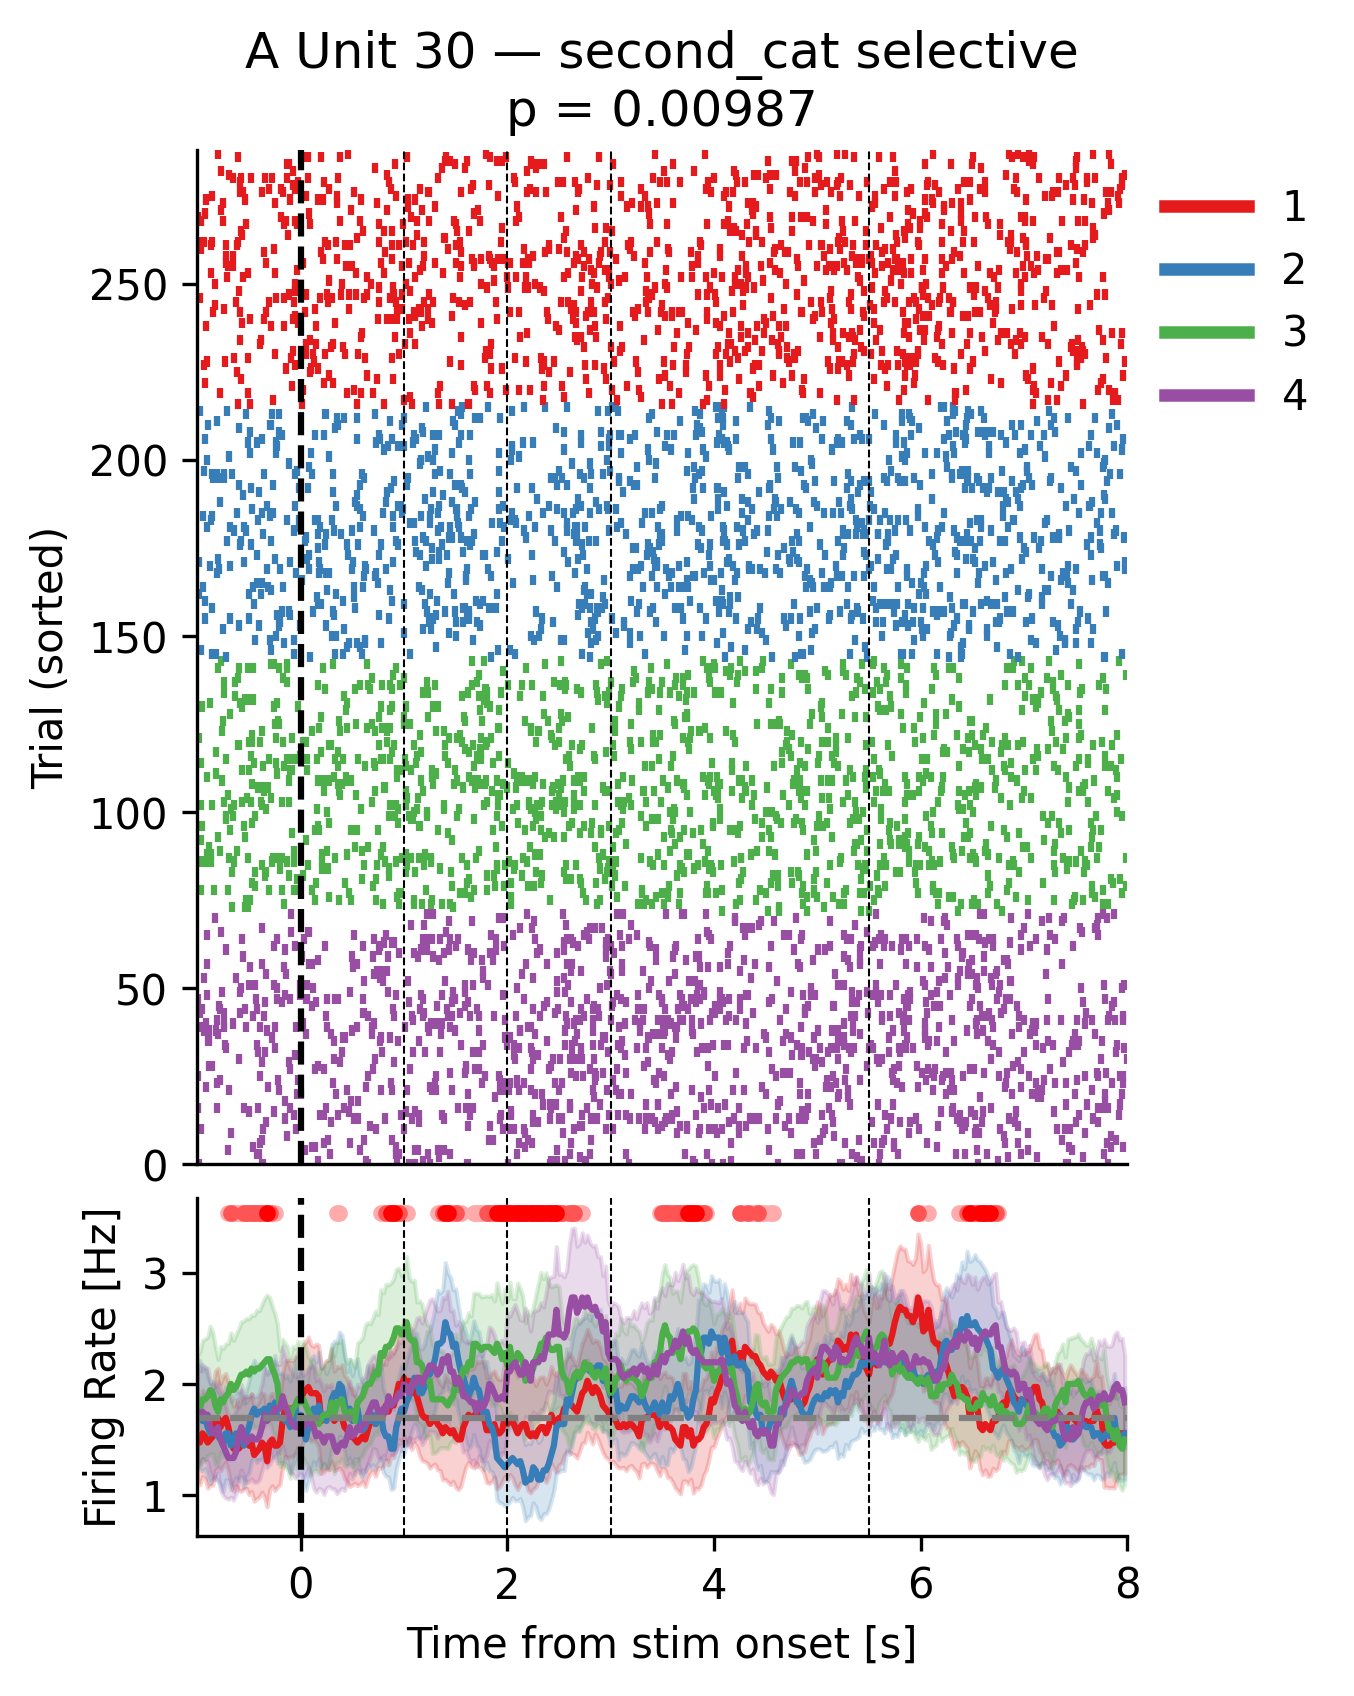 A Unit 30 — second_cat selective
p = 0.00987
1
2
3
4
Trial (sorted)
250
200
150
100
50
0
Firing Rate [Hz]
3
2
1
0 2 4 6 8
Time from stim onset [s]